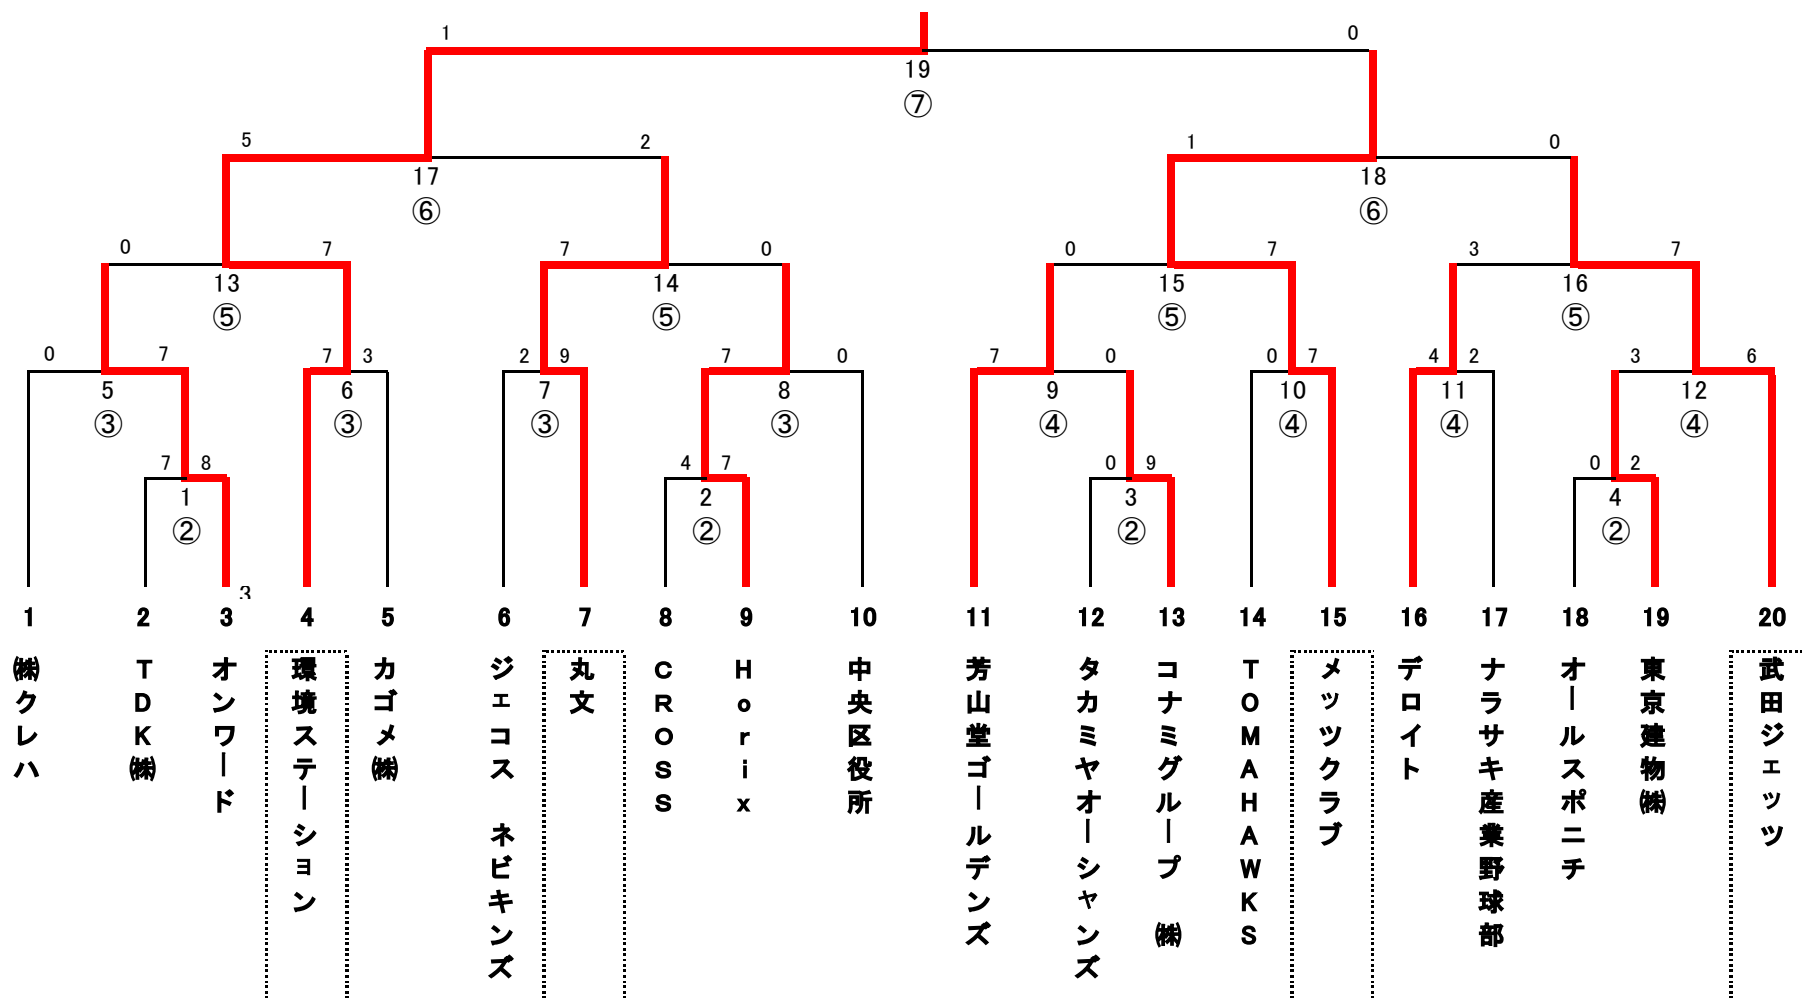 1 0
19
⑦
5 2 1 0
17 18
⑥ ⑥
0 7 7 0 0 7 3 7
13 14 15 16
⑤ ⑤ ⑤ ⑤
0 7 7 3 2 9 7 0 7 0 0 7 4 2 3 6
5 6 7 8 9 10 11 12
③ ③ ③ ③ ④ ④ ④ ④
7 8 4 7 0 9 0 2
1 2 3 4
② ② ② ②
3
1 2 3 4 5 6 7 8 9 10 11 12 13 14 15 16 17 18 19 20
㈱クレハ
TDK㈱
オンワード
環境ステーション
カゴメ㈱
ジェコス ネビキンズ
丸文
CROSS
Horix
中央区役所
芳山堂ゴールデンズ
タカミヤオーシャンズ
コナミグループ ㈱
TOMAHAWKS
メッツクラブ
デロイト
ナラサキ産業野球部
オールスポニチ
東京建物㈱
武田ジェッツ